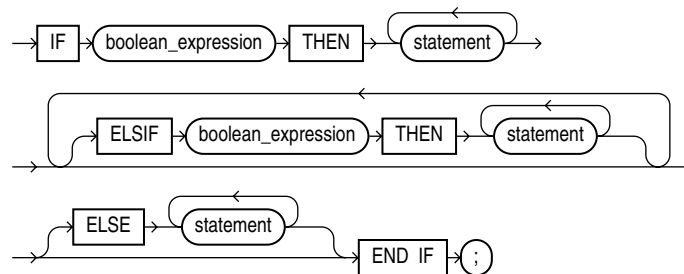 IF boolean_expression THEN statement
ELSIF boolean_expression THEN statement
ELSE statement END IF ;